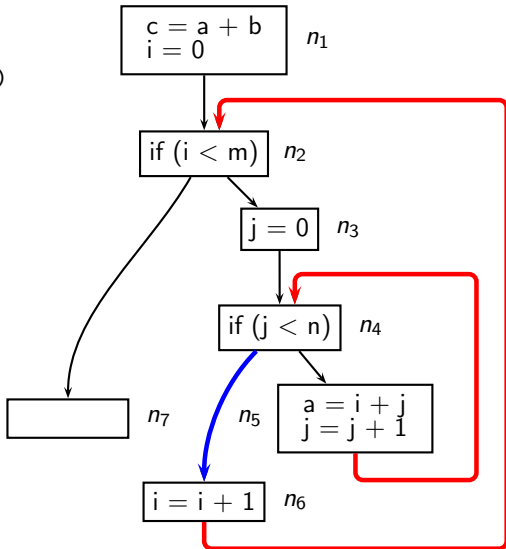 c = a + b
i = 0
n1
)
if (i < m)
n2
j = 0
n3
if (j < n)
n4
a = i + j
j = j + 1
n5
n7
i = i + 1
n6